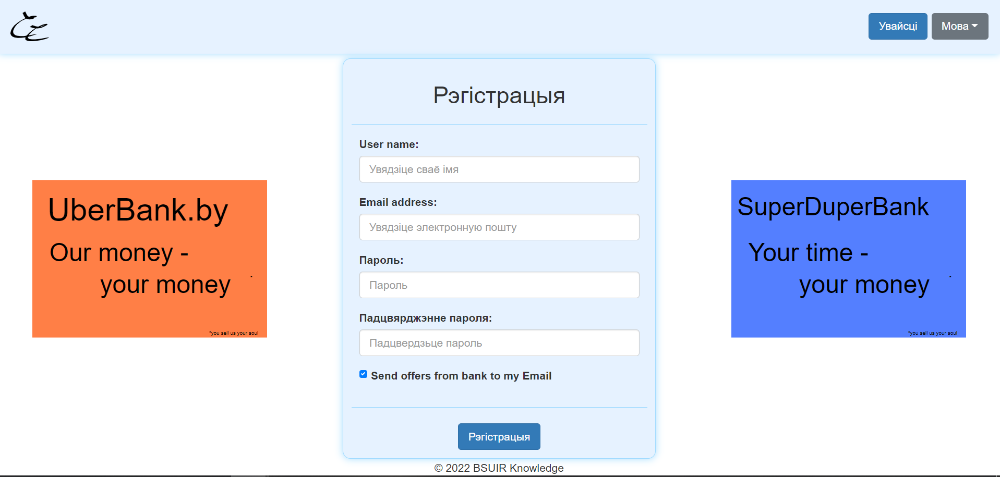 Увайсці
Мова
Рэгістрацыя
User name:
Увядзіце сваё імя
Email address:
Увядзіце электронную пошту
Пароль:
Пароль
Падцвярджэнне пароля:
Падцвердзьце пароль
Send offers from bank to my Email
Рэгістрацыя
UberBank.by
Our money -
your money *
*you sell us your soul
SuperDuperBank
Your time -
your money *
*you sell us your soul
© 2022 BSUIR Knowledge